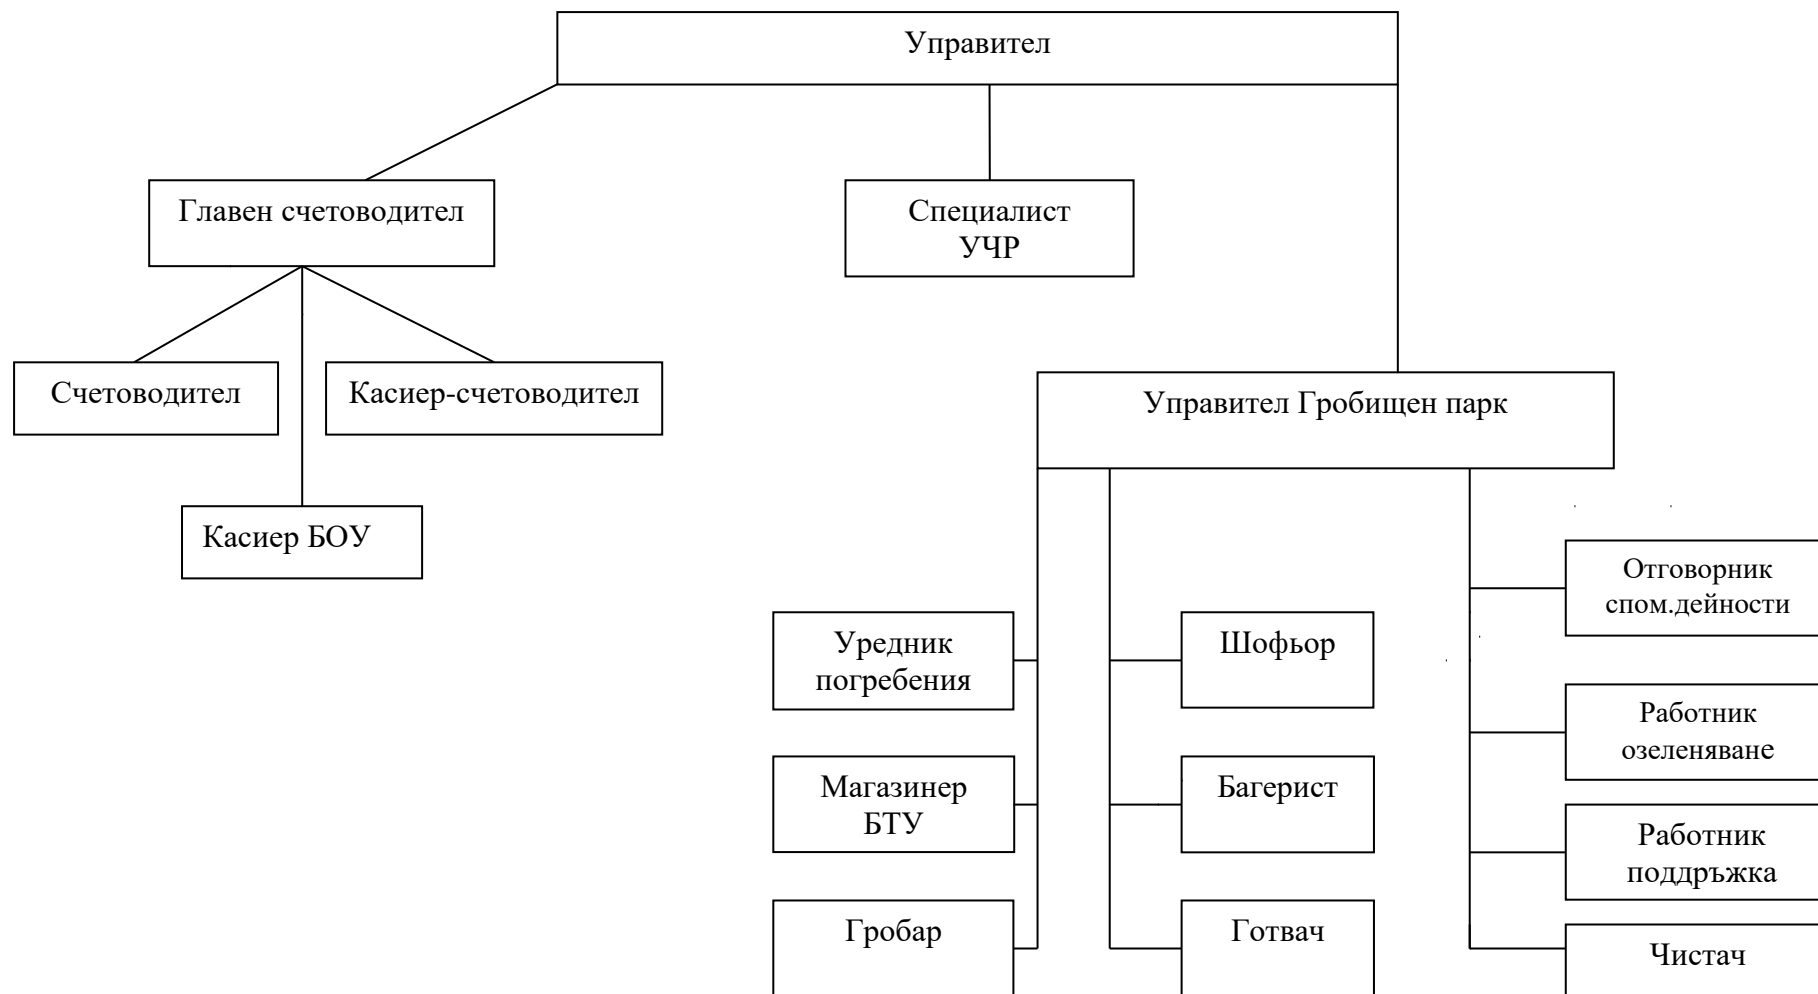 Управител
Главен счетоводител
Специалист
УЧР
Счетоводител
Касиер-счетоводител
Управител Гробищен парк
Касиер БОУ
Отговорник
спом.дейности
Уредник
погребения
Шофьор
Работник
озеленяване
Магазинер
БТУ
Багерист
Работник
поддръжка
Гробар
Готвач
Чистач